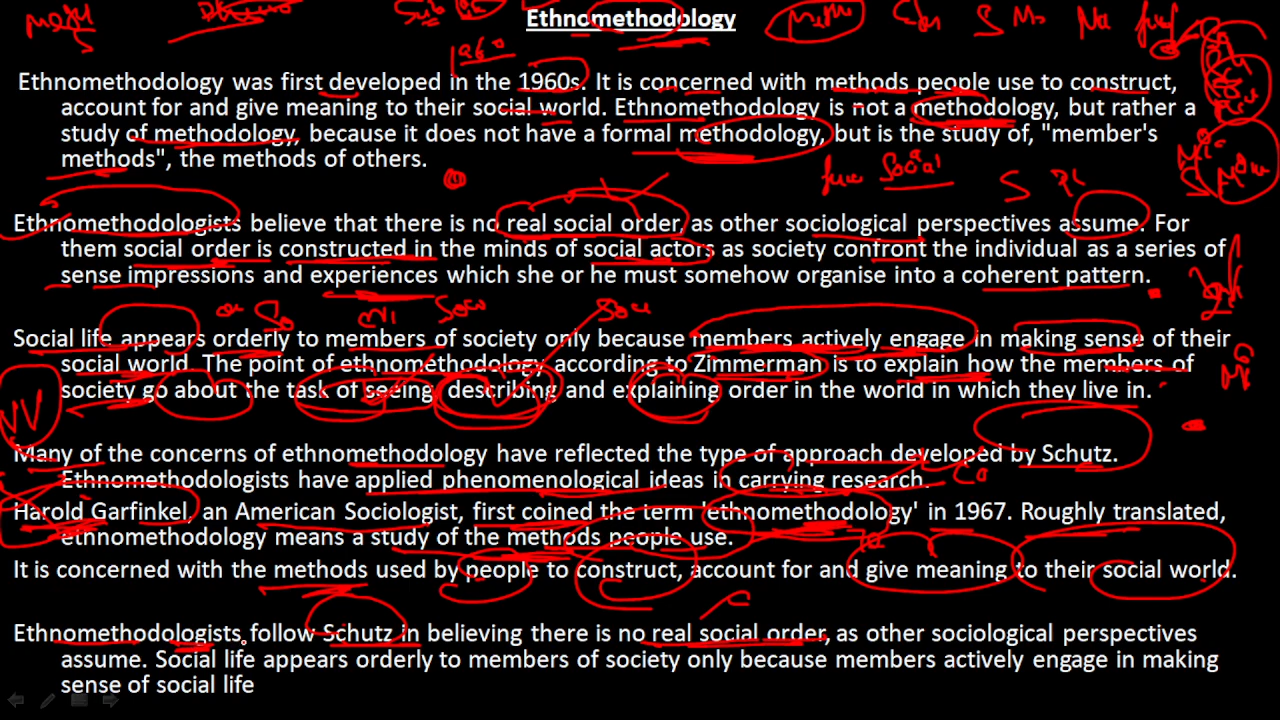 Ethnomethodology
1960
Ethnomethodology was first developed in the 1960s. It is concerned with methods people use to construct,
account for and give meaning to their social world. Ethnomethodology is not a methodology, but rather a
study of methodology, because it does not have a formal methodology, but is the study of, "member's
methods", the methods of others.
Social
Ethnomethodologists believe that there is no real social order, as other sociological perspectives assume. For
them social order is constructed in the minds of social actors as society confront the individual as a series of
sense impressions and experiences which she or he must somehow organise into a coherent pattern.
Social life appears orderly to members of society only because members actively engage in making sense of their
social world. The point of ethnomethodology according to Zimmerman is to explain how the members of
society go about the task of seeing, describing and explaining order in the world in which they live in.
Many of the concerns of ethnomethodology have reflected the type of approach developed by Schutz.
Ethnomethodologists have applied phenomenological ideas in carrying research.
Harold Garfinkel, an American Sociologist, first coined the term 'ethnomethodology' in 1967. Roughly translated,
ethnomethodology means a study of the methods people use.
It is concerned with the methods used by people to construct, account for and give meaning to their social world.
Ethnomethodologists follow Schutz in believing there is no real social order, as other sociological perspectives
assume. Social life appears orderly to members of society only because members actively engage in making
sense of social life